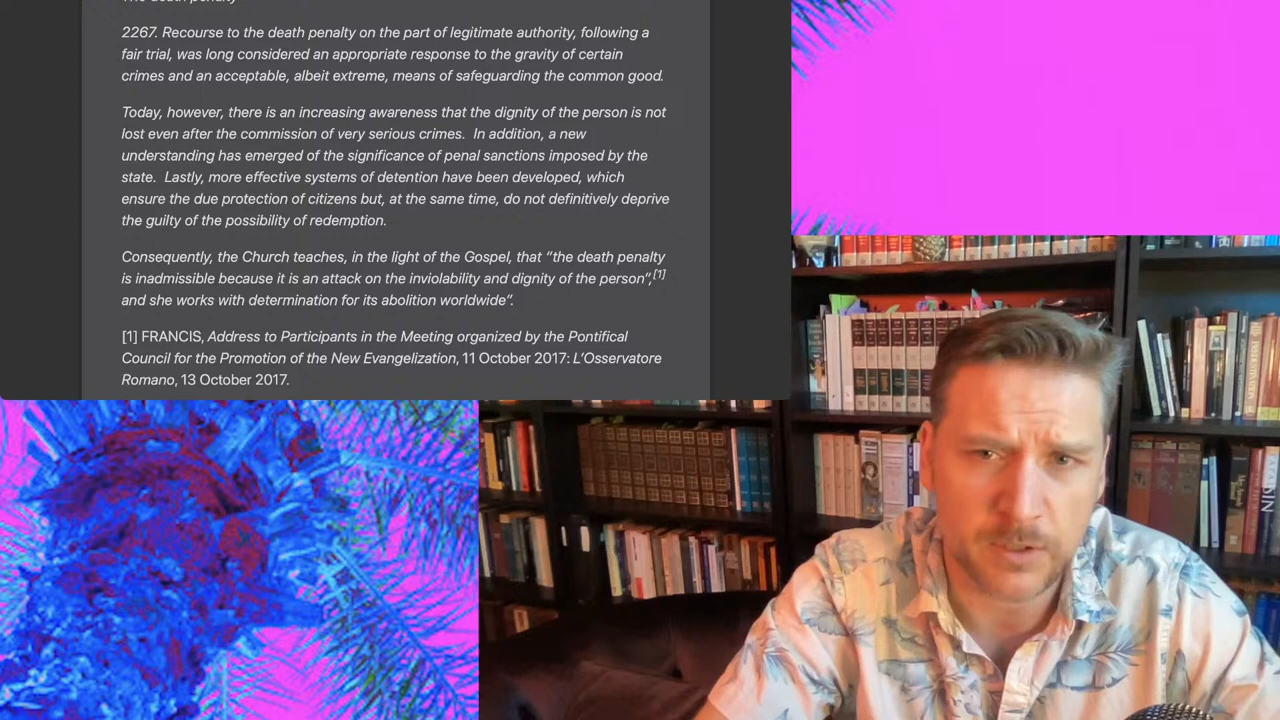 The death penalty
2267. Recourse to the death penalty on the part of legitimate authority, following a
fair trial, was long considered an appropriate response to the gravity of certain
crimes and an acceptable, albeit extreme, means of safeguarding the common good.
Today, however, there is an increasing awareness that the dignity of the person is not
lost even after the commission of very serious crimes.  In addition, a new
understanding has emerged of the significance of penal sanctions imposed by the
state.  Lastly, more effective systems of detention have been developed, which
ensure the due protection of citizens but, at the same time, do not definitively deprive
the guilty of the possibility of redemption.
Consequently, the Church teaches, in the light of the Gospel, that “the death penalty
is inadmissible because it is an attack on the inviolability and dignity of the person”,[1]
and she works with determination for its abolition worldwide”.
[1] FRANCIS, Address to Participants in the Meeting organized by the Pontifical
Council for the Promotion of the New Evangelization, 11 October 2017: L’Osservatore
Romano, 13 October 2017.